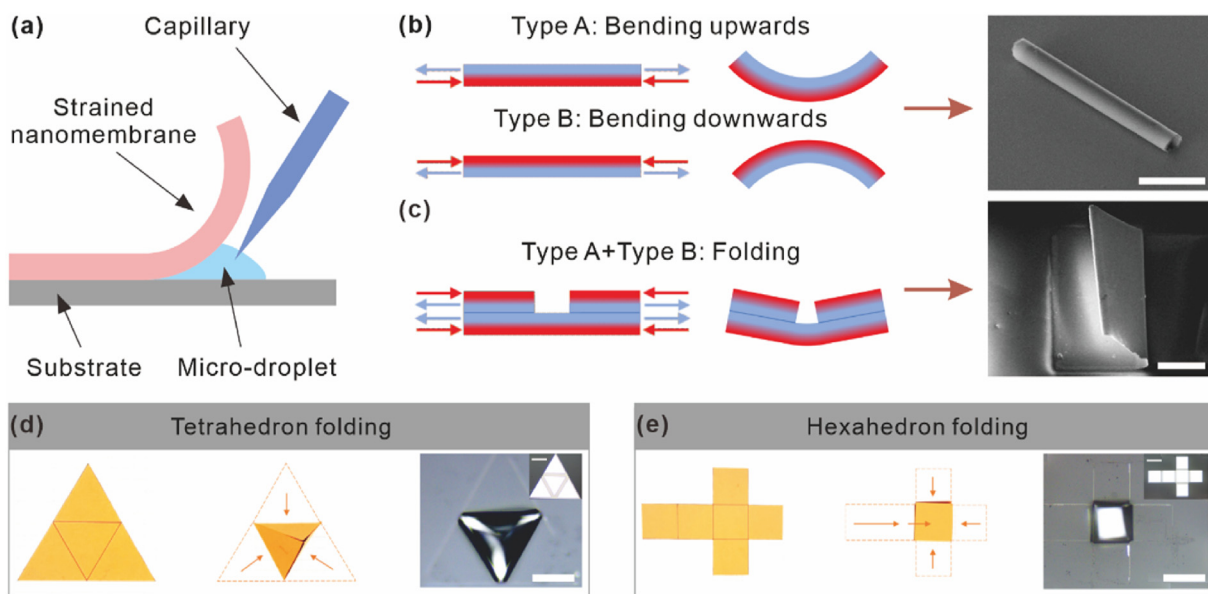 (a)
Capillary
Strained
nanomembrane
Substrate
Micro-droplet
(b)
Type A: Bending upwards
Type B: Bending downwards
(c)
Type A+Type B: Folding
(d)
Tetrahedron folding
(e)
Hexahedron folding